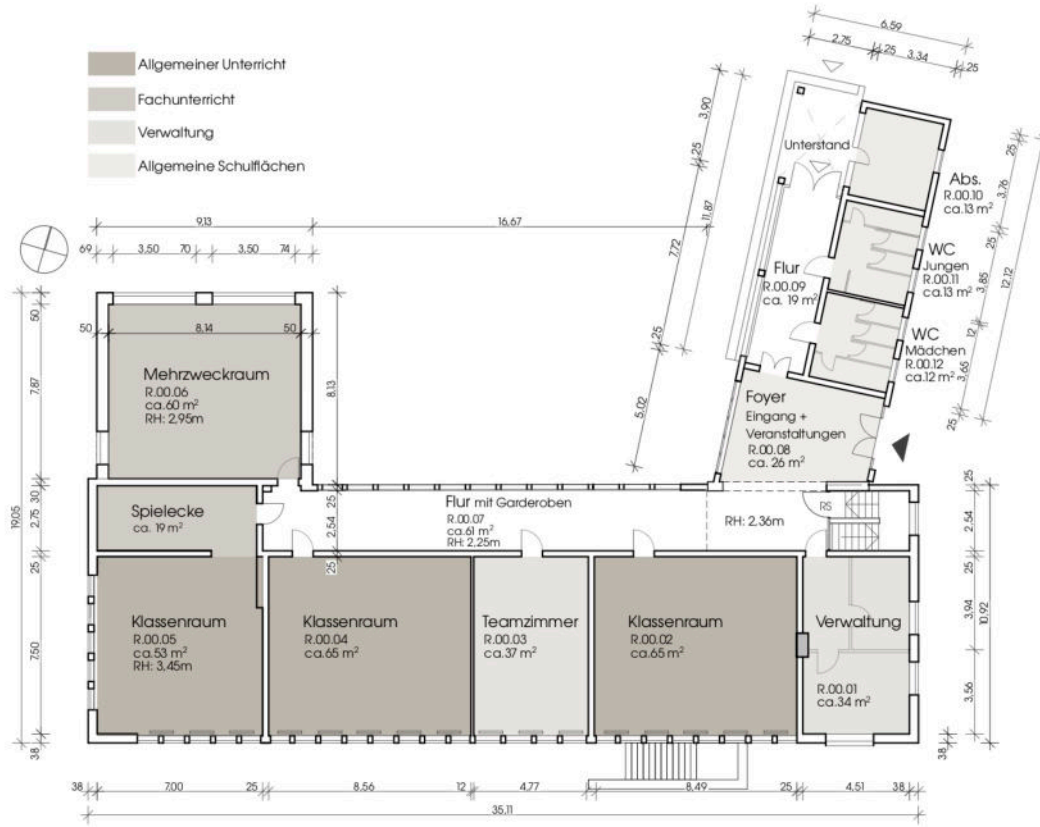 Allgemeiner Unterricht
Fachunterricht
Verwaltung
Allgemeine Schulflächen
6,59
2,75
25
3,34
25
3,90
25
11,87
7,72
25
5,02
Unterstand
Abs.
R.00.10
ca.13 m²
25
3,76
25
3,85
12
3,65
25
12,12
WC
Jungen
R.00.11
ca.13 m²
WC
Mädchen
R.00.12
ca.12 m²
Flur
R.00.09
ca. 19 m²
Foyer
Eingang +
Veranstaltungen
R.00.08
ca. 26 m²
9,13
16,67
69
3,50
70
3,50
74
50
8,14
50
Mehrzweckraum
R.00.06
ca.60 m²
RH: 2,95m
8,13
60
7,87
30
2,75
25
7,50
38
19,05
Spielecke
ca. 19 m²
25
2,54
25
Flur mit Garderoben
R.00.07
ca.61 m²
RH: 2,25m
RH: 2,36m
RS
25
2,54
25
3,94
3,56
38
10,92
38
Klassenraum
R.00.05
ca.53 m²
RH: 3,45m
Klassenraum
R.00.04
ca.65 m²
Teamzimmer
R.00.03
ca.37 m²
Klassenraum
R.00.02
ca.65 m²
Verwaltung
R.00.01
ca.34 m²
38
7,00
25
8,56
12
4,77
8,49
25
4,51
38
35,11